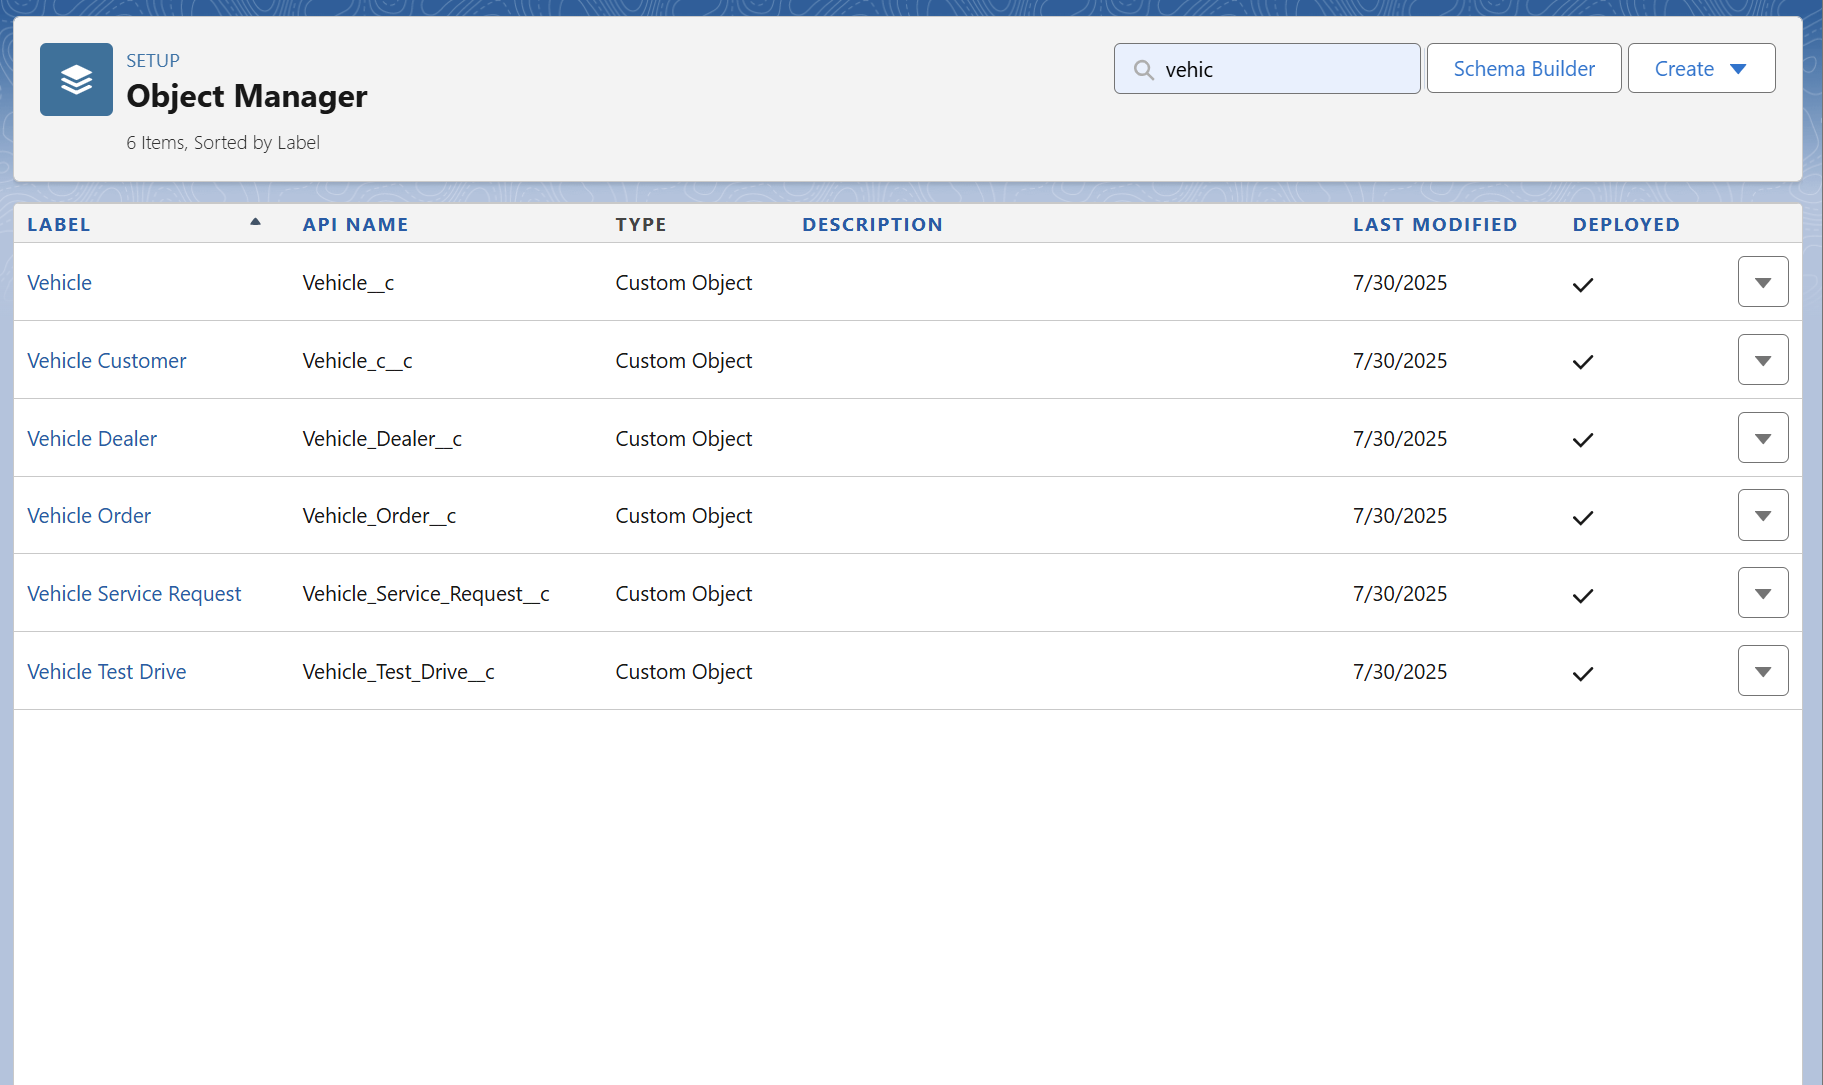 SETUP
Object Manager
6 Items, Sorted by Label
vehic
Schema Builder
Create
LABEL API NAME TYPE DESCRIPTION LAST MODIFIED DEPLOYED
Vehicle Vehicle__c Custom Object 7/30/2025
Vehicle Customer Vehicle_c__c Custom Object 7/30/2025
Vehicle Dealer Vehicle_Dealer__c Custom Object 7/30/2025
Vehicle Order Vehicle_Order__c Custom Object 7/30/2025
Vehicle Service Request Vehicle_Service_Request__c Custom Object 7/30/2025
Vehicle Test Drive Vehicle_Test_Drive__c Custom Object 7/30/2025